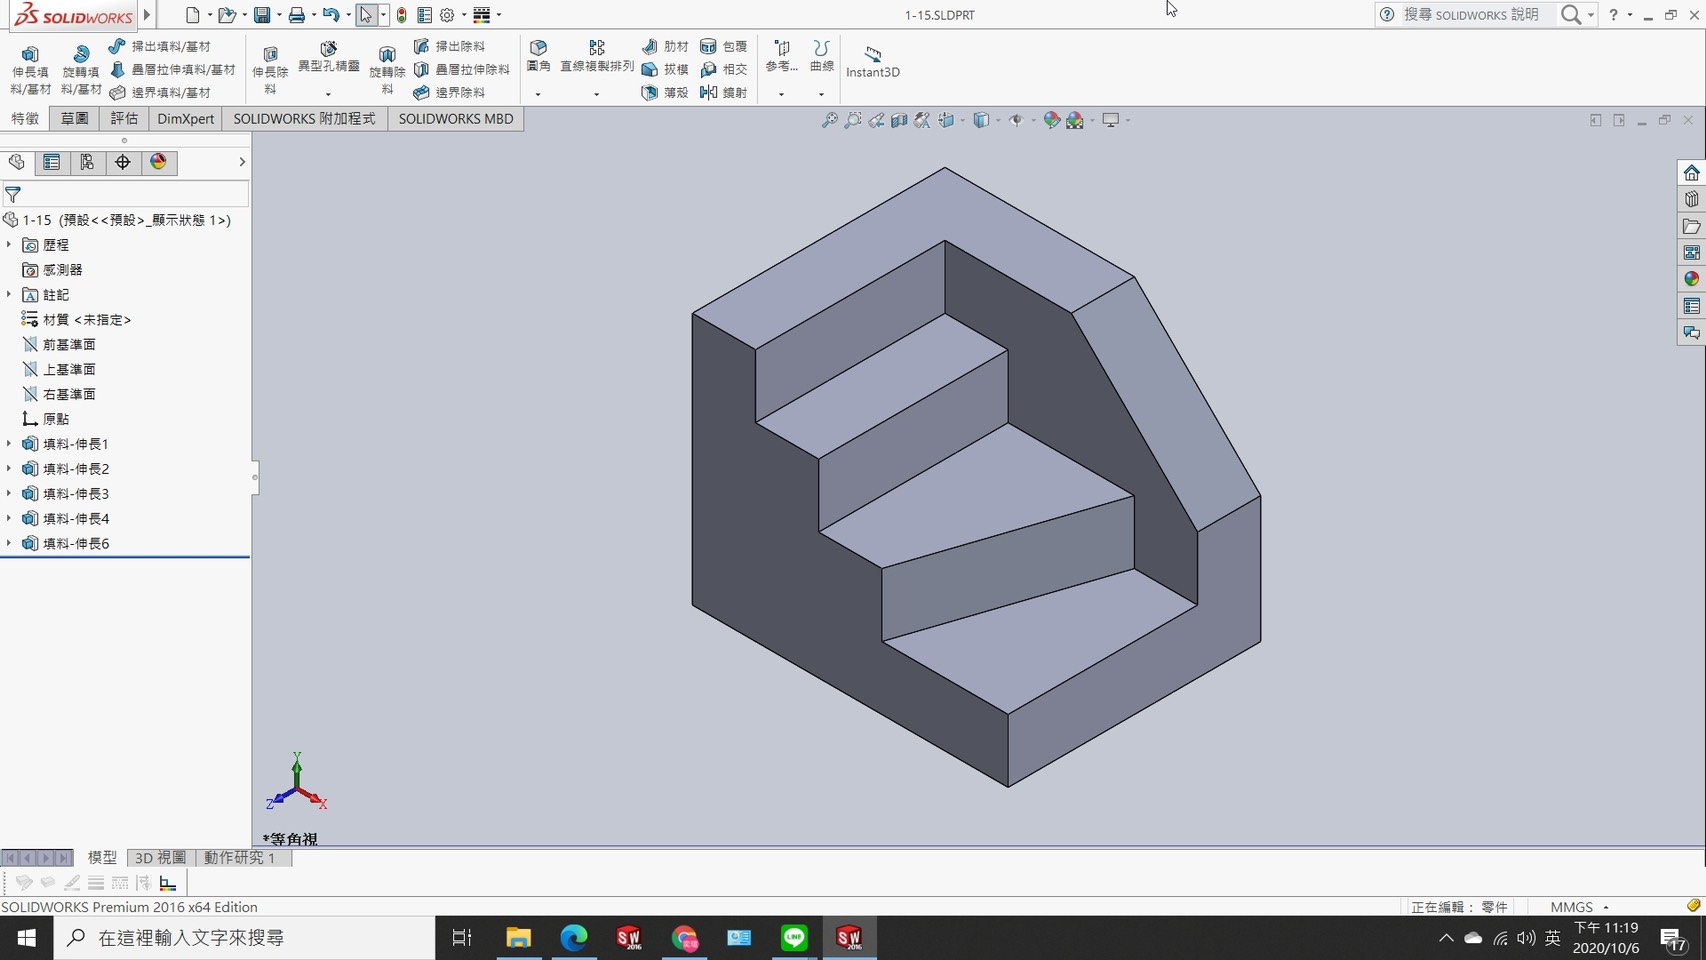 SOLIDWORKS
1-15.SLDPRT
搜尋 SOLIDWORKS 說明
伸長填料/基材
旋轉填料/基材
掃出填料/基材
疊層拉伸填料/基材
邊界填料/基材
伸長除料
異型孔精靈
旋轉除料
掃出除料
疊層拉伸除料
邊界除料
圓角
直線複製排列
肋材
拔模
薄殼
包覆
相交
鏡射
參考...
曲線
Instant3D
特徵
草圖
評估
DimXpert
SOLIDWORKS 附加程式
SOLIDWORKS MBD
1-15 (預設<<預設>_顯示狀態 1>)
歷程
感測器
註記
材質 <未指定>
前基準面
上基準面
右基準面
原點
填料-伸長1
填料-伸長2
填料-伸長3
填料-伸長4
填料-伸長6
Y
Z
X
*等角視
模型
3D 視圖
動作研究 1
SOLIDWORKS Premium 2016 x64 Edition
正在編輯： 零件
MMGS
在這裡輸入文字來搜尋
SW
2016
LINE
SW
2016
英
下午 11:19
2020/10/6
17